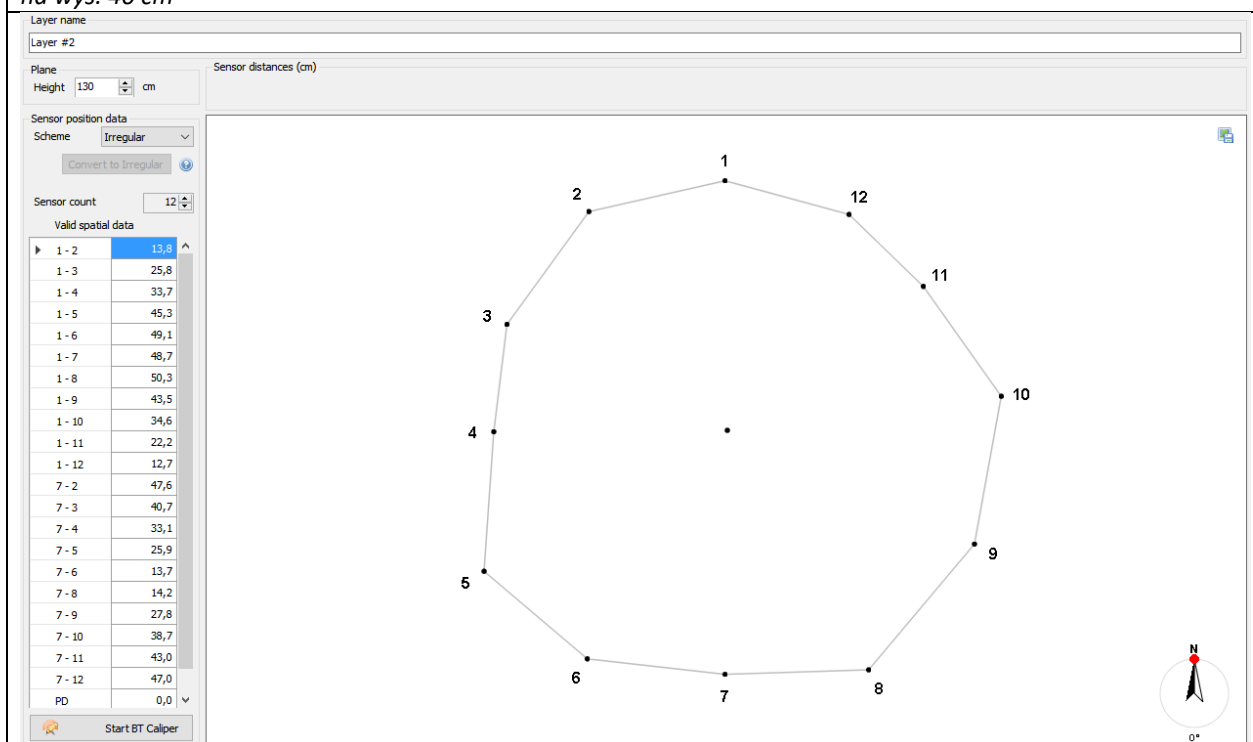 na wys. 40 cm
Layer name
Layer #2
Plane
Height 130 cm
Sensor distances (cm)
Sensor position data
Scheme Irregular
Convert to Irregular
Sensor count 12
Valid spatial data
1 - 2 13,8
1 - 3 25,8
1 - 4 33,7
1 - 5 45,3
1 - 6 49,1
1 - 7 48,7
1 - 8 50,3
1 - 9 43,5
1 - 10 34,6
1 - 11 22,2
1 - 12 12,7
7 - 2 47,6
7 - 3 40,7
7 - 4 33,1
7 - 5 25,9
7 - 6 13,7
7 - 8 14,2
7 - 9 27,8
7 - 10 38,7
7 - 11 43,0
7 - 12 47,0
PD 0,0
Start BT Caliper
1
2
12
11
3
10
4
9
5
6
7
8
N
0°